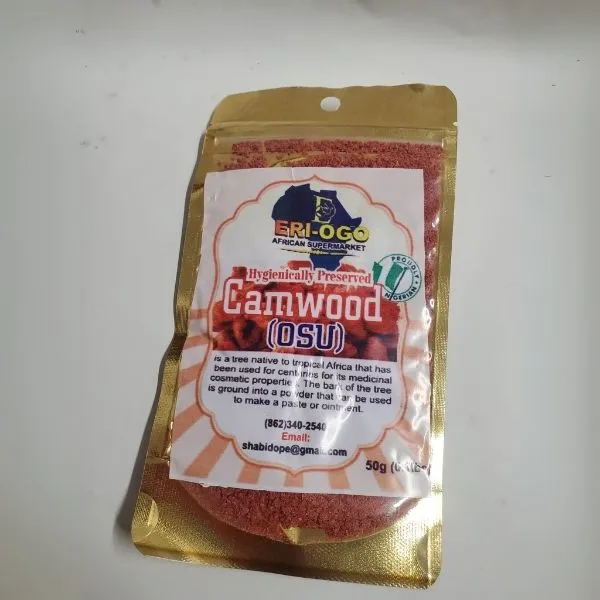 ERI-OGO
AFRICAN SUPERMARKET
PROUDLY
NIGERIAN
Hygienically Preserved
Camwood
(OSU)
is a tree native to tropical Africa that has
been used for centuries for its medicinal
cosmetic properties. The bark of the tree
is ground into a powder that can be used
to make a paste or ointment.
(862)340-2540
Email:
shabidope@gmail.com
50g